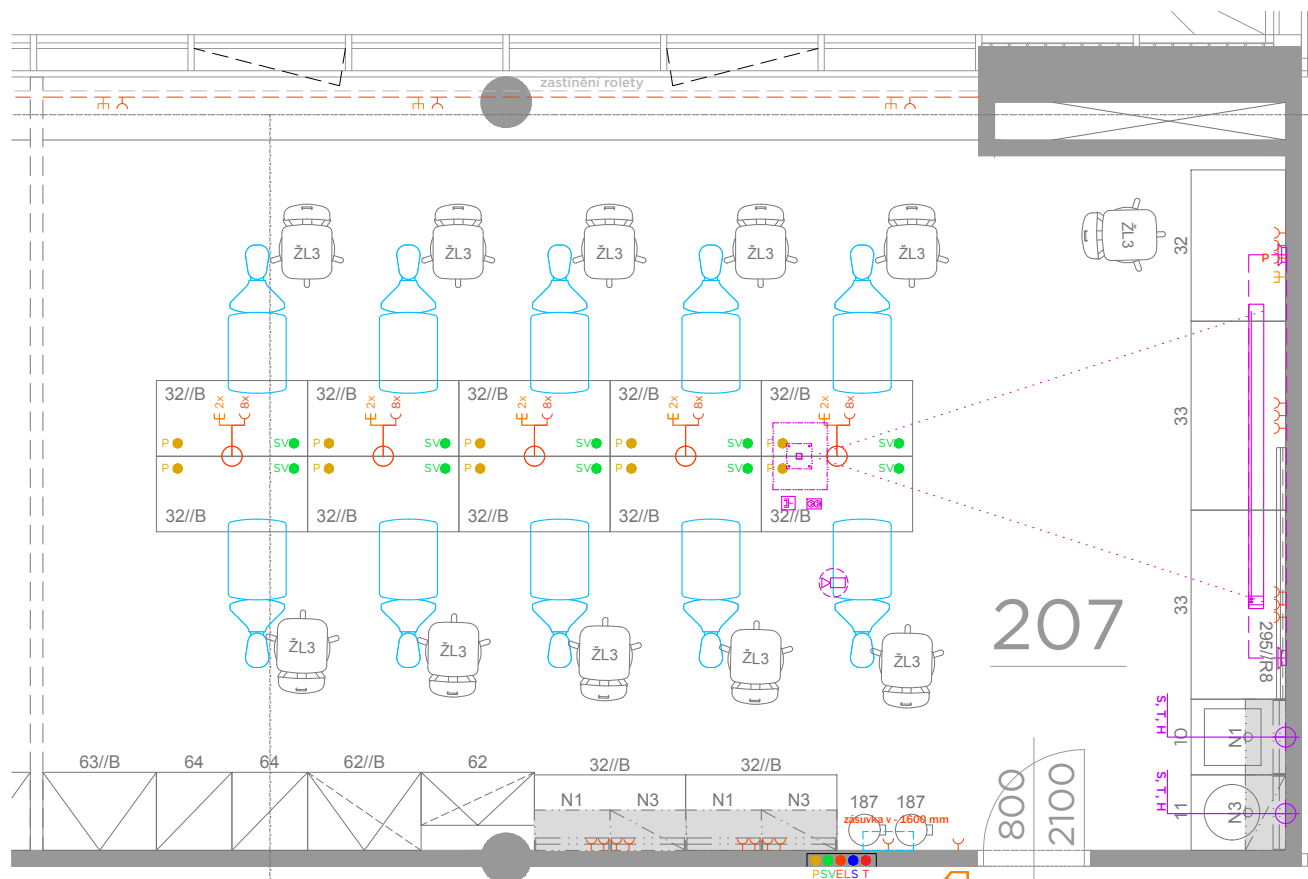 zastínění rolety
ŽL3 ŽL3 ŽL3 ŽL3 ŽL3 ŽL3
32
P
32//B 32//B 32//B 32//B 32//B
2x 8x 2x 8x 2x 8x 2x 8x 2x 8x
33
P SV P SV P SV P SV P SV
P SV P SV P SV P SV P SV
32//B 32//B 32//B 32//B 32//B
33
207
295//R8
ŽL3 ŽL3 ŽL3 ŽL3 ŽL3
S, T, H
10 N1
63//B 64 64 62//B 62 32//B 32//B
N1 N3 N1 N3 187 187
zásuvka v - 1600 mm
800
2100
S, T, H
11 N3
PSVELS T